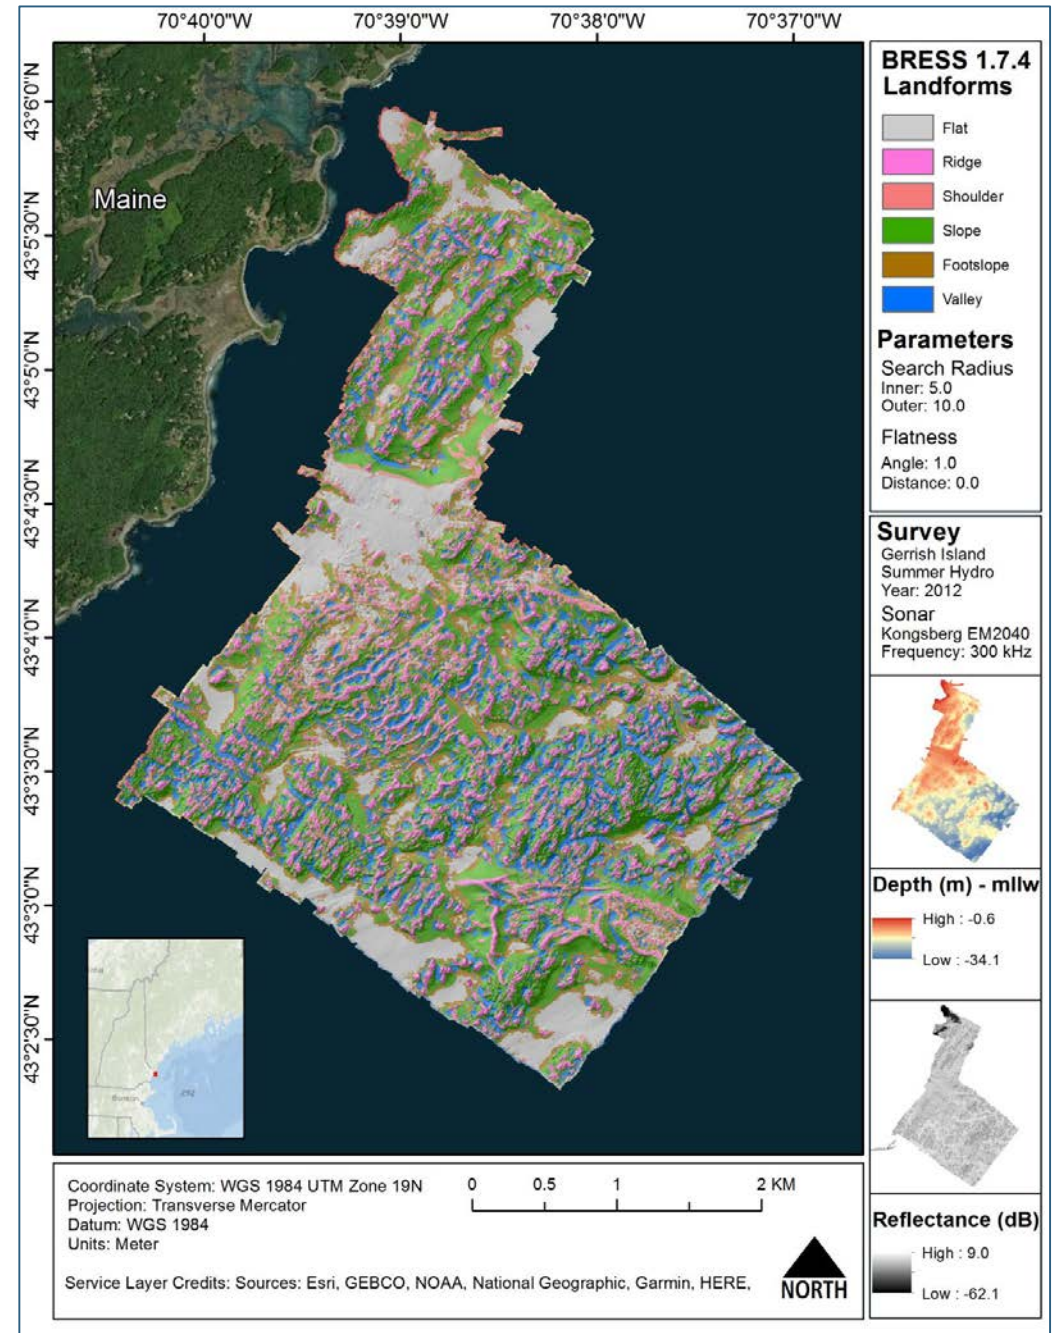 70°40'0"W 70°39'0"W 70°38'0"W 70°37'0"W
43°6'0"N
43°5'30"N
43°5'0"N
43°4'30"N
43°4'0"N
43°3'30"N
43°3'0"N
43°2'30"N
Maine
Boston
BRESS 1.7.4
Landforms
Flat
Ridge
Shoulder
Slope
Footslope
Valley
Parameters
Search Radius
Inner: 5.0
Outer: 10.0
Flatness
Angle: 1.0
Distance: 0.0
Survey
Gerrish Island
Summer Hydro
Year: 2012
Sonar
Kongsberg EM2040
Frequency: 300 kHz
Depth (m) - mllw
High : -0.6
Low : -34.1
Reflectance (dB)
High : 9.0
Low : -62.1
Coordinate System: WGS 1984 UTM Zone 19N
Projection: Transverse Mercator
Datum: WGS 1984
Units: Meter
0 0.5 1 2 KM
Service Layer Credits: Sources: Esri, GEBCO, NOAA, National Geographic, Garmin, HERE,
NORTH